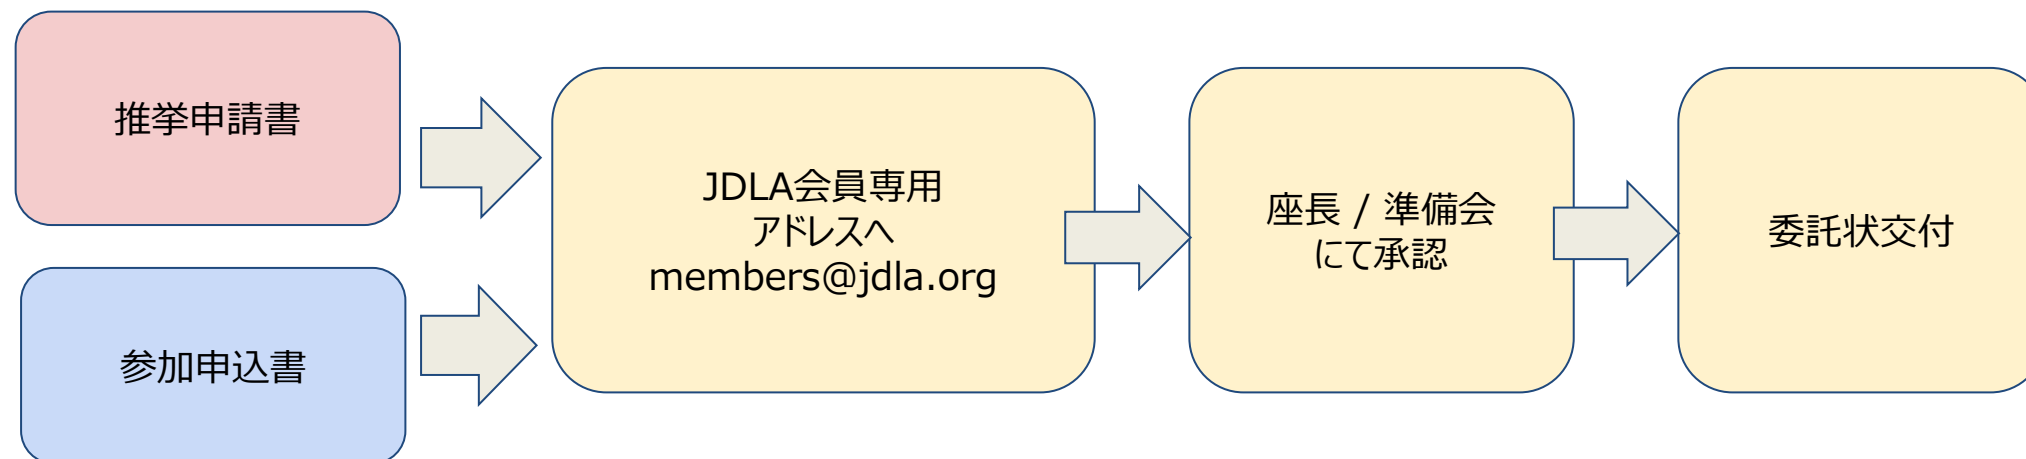 推挙申請書
参加申込書
JDLA会員専用
アドレスへ
members@jdla.org
座長 / 準備会
にて承認
委託状交付